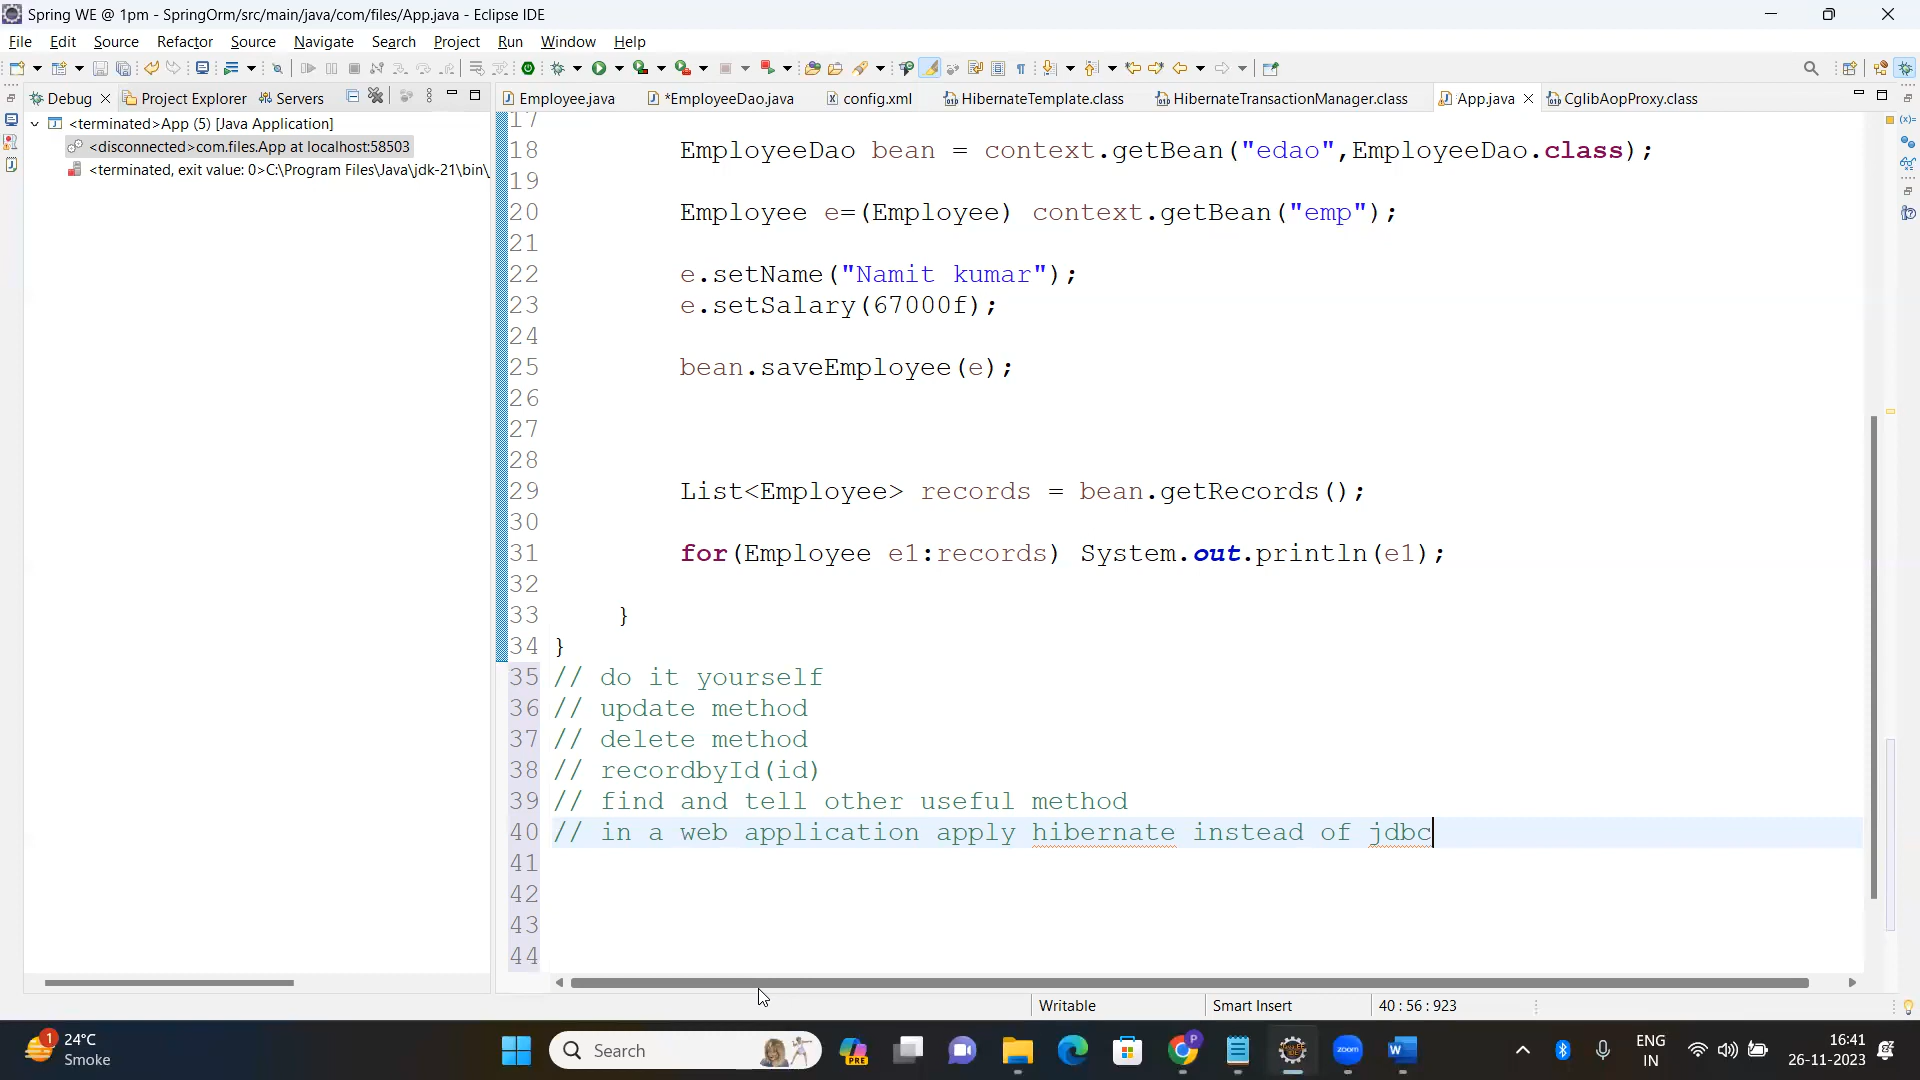 Spring WE @ 1pm - SpringOrm/src/main/java/com/files/App.java - Eclipse IDE
File Edit Source Refactor Source Navigate Search Project Run Window Help
Debug Project Explorer Servers
Employee.java *EmployeeDao.java config.xml HibernateTemplate.class HibernateTransactionManager.class App.java CglibAopProxy.class
<terminated>App (5) [Java Application]
<disconnected>com.files.App at localhost:58503
<terminated, exit value: 0>C:\Program Files\Java\jdk-21\bin\
17
18 EmployeeDao bean = context.getBean("edao",EmployeeDao.class);
19
20 Employee e=(Employee) context.getBean("emp");
21
22 e.setName("Namit kumar");
23 e.setSalary(67000f);
24
25 bean.saveEmployee(e);
26
27
28
29 List<Employee> records = bean.getRecords();
30
31 for(Employee e1:records) System.out.println(e1);
32
33 }
34 }
35 // do it yourself
36 // update method
37 // delete method
38 // recordbyId(id)
39 // find and tell other useful method
40 // in a web application apply hibernate instead of jdbc
41
42
43
44
Writable Smart Insert 40 : 56 : 923
1
24°C
Smoke
Search
PRE
P
zoom
W
ENG
IN
16:41
26-11-2023